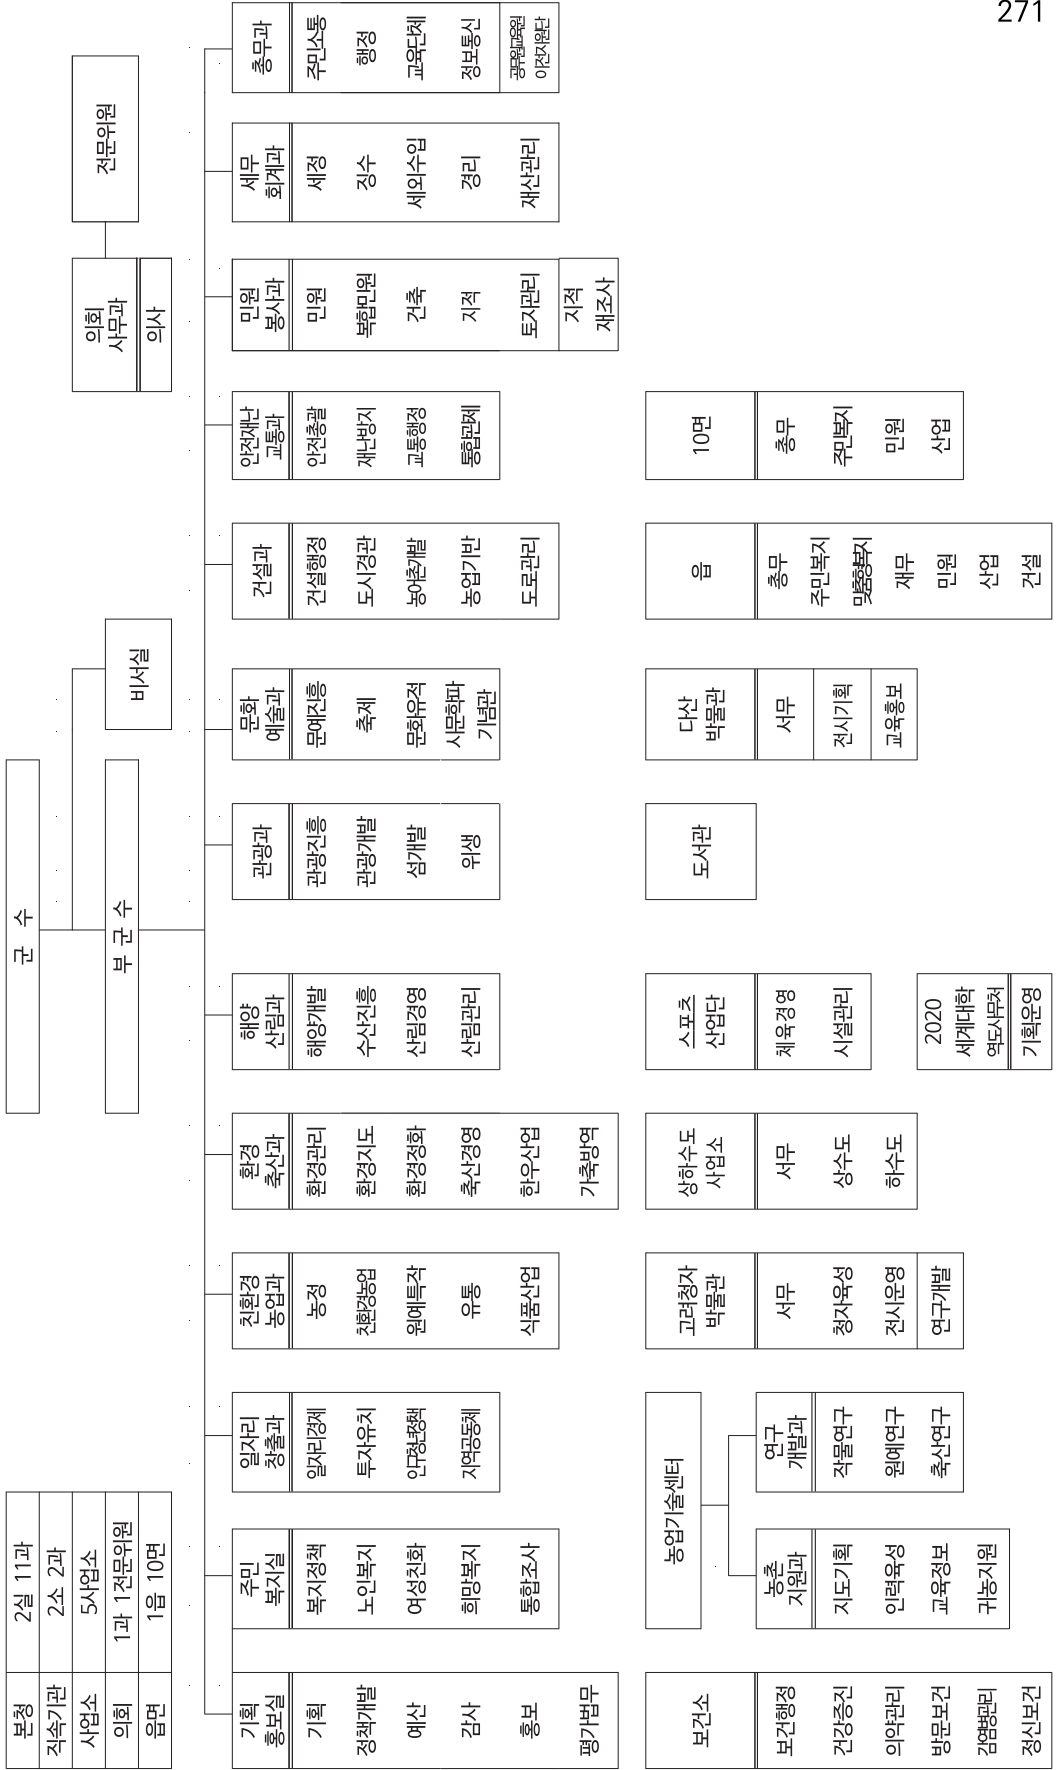 271
본청 2실 11과
직속기관 2소 2과
사업소 5사업소
의회 1과 1전문위원
읍면 1읍 10면
군 수
부 군 수
비서실
의회
사무과
의사
전문위원
기획
홍보실
기획
정책개발
예산
감사
홍보
평가법무
주민
복지실
복지정책
노인복지
여성친화
희망복지
통합조사
일자리
창출과
일자리경제
투자유치
인구청년정책
지역공동체
친환경
농업과
농정
친환경농업
원예특작
유통
식품산업
환경
축산과
환경관리
환경지도
환경정화
축산경영
한우산업
가축방역
해양
산림과
해양개발
수산진흥
산림경영
산림관리
관광과
관광진흥
관광개발
섬개발
위생
문화
예술과
문예진흥
축제
문화유적
시문학파
기념관
건설과
건설행정
도시경관
농어촌개발
농업기반
도로관리
안전재난
교통과
안전총괄
재난방지
교통행정
통합관제
민원
봉사과
민원
복합민원
건축
지적
토지관리
지적
재조사
세무
회계과
세정
징수
세외수입
경리
재산관리
총무과
주민소통
행정
교육단체
정보통신
공무원교육원
이전지원단
보건소
보건행정
건강증진
의약관리
방문보건
감염병관리
정신보건
농업기술센터
농촌
지원과
지도기획
인력육성
교육정보
귀농지원
연구
개발과
작물연구
원예연구
축산연구
고려청자
박물관
서무
청자육성
전시운영
연구개발
상하수도
사업소
서무
상수도
하수도
스포츠
산업단
체육경영
시설관리
2020
세계대학
역도사무처
기획운영
도서관
다산
박물관
서무
전시기획
교육홍보
읍
총무
주민복지
맞춤형복지
재무
민원
산업
건설
10면
총무
주민복지
민원
산업